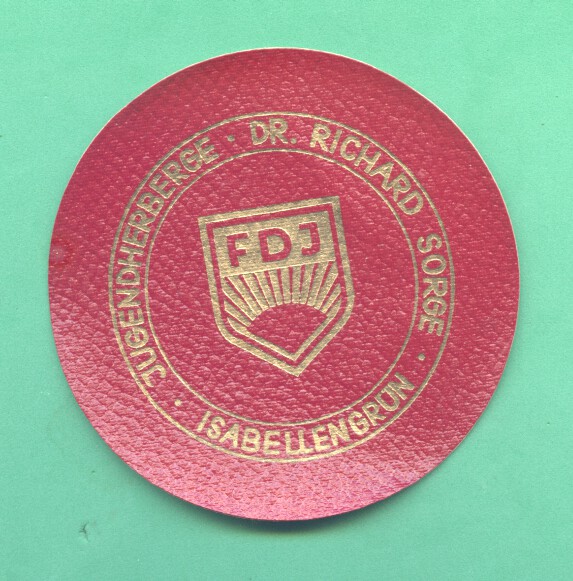 JUGENDHERBERGE · DR. RICHARD SORGE · ISABELLENGRÜN ·
FDJ